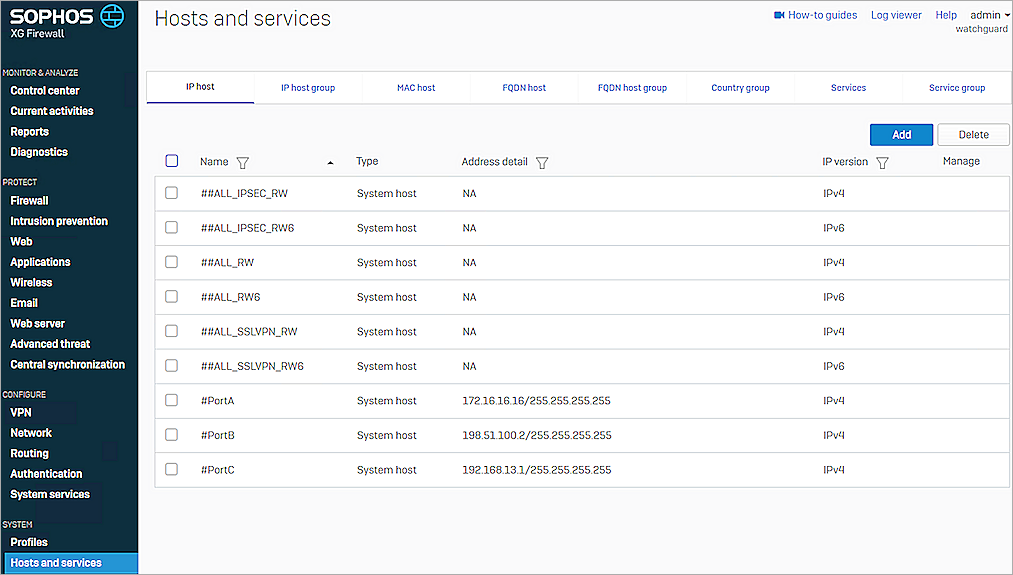 SOPHOS
XG Firewall
MONITOR & ANALYZE
Control center
Current activities
Reports
Diagnostics
PROTECT
Firewall
Intrusion prevention
Web
Applications
Wireless
Email
Web server
Advanced threat
Central synchronization
CONFIGURE
VPN
Network
Routing
Authentication
System services
SYSTEM
Profiles
Hosts and services
Hosts and services
How-to guides Log viewer Help admin
watchguard
IP host IP host group MAC host FQDN host FQDN host group Country group Services Service group
Add Delete
Name Type Address detail IP version Manage
##ALL_IPSEC_RW System host NA IPv4
##ALL_IPSEC_RW6 System host NA IPv6
##ALL_RW System host NA IPv4
##ALL_RW6 System host NA IPv6
##ALL_SSLVPN_RW System host NA IPv4
##ALL_SSLVPN_RW6 System host NA IPv6
#PortA System host 172.16.16.16/255.255.255.255 IPv4
#PortB System host 198.51.100.2/255.255.255.255 IPv4
#PortC System host 192.168.13.1/255.255.255.255 IPv4